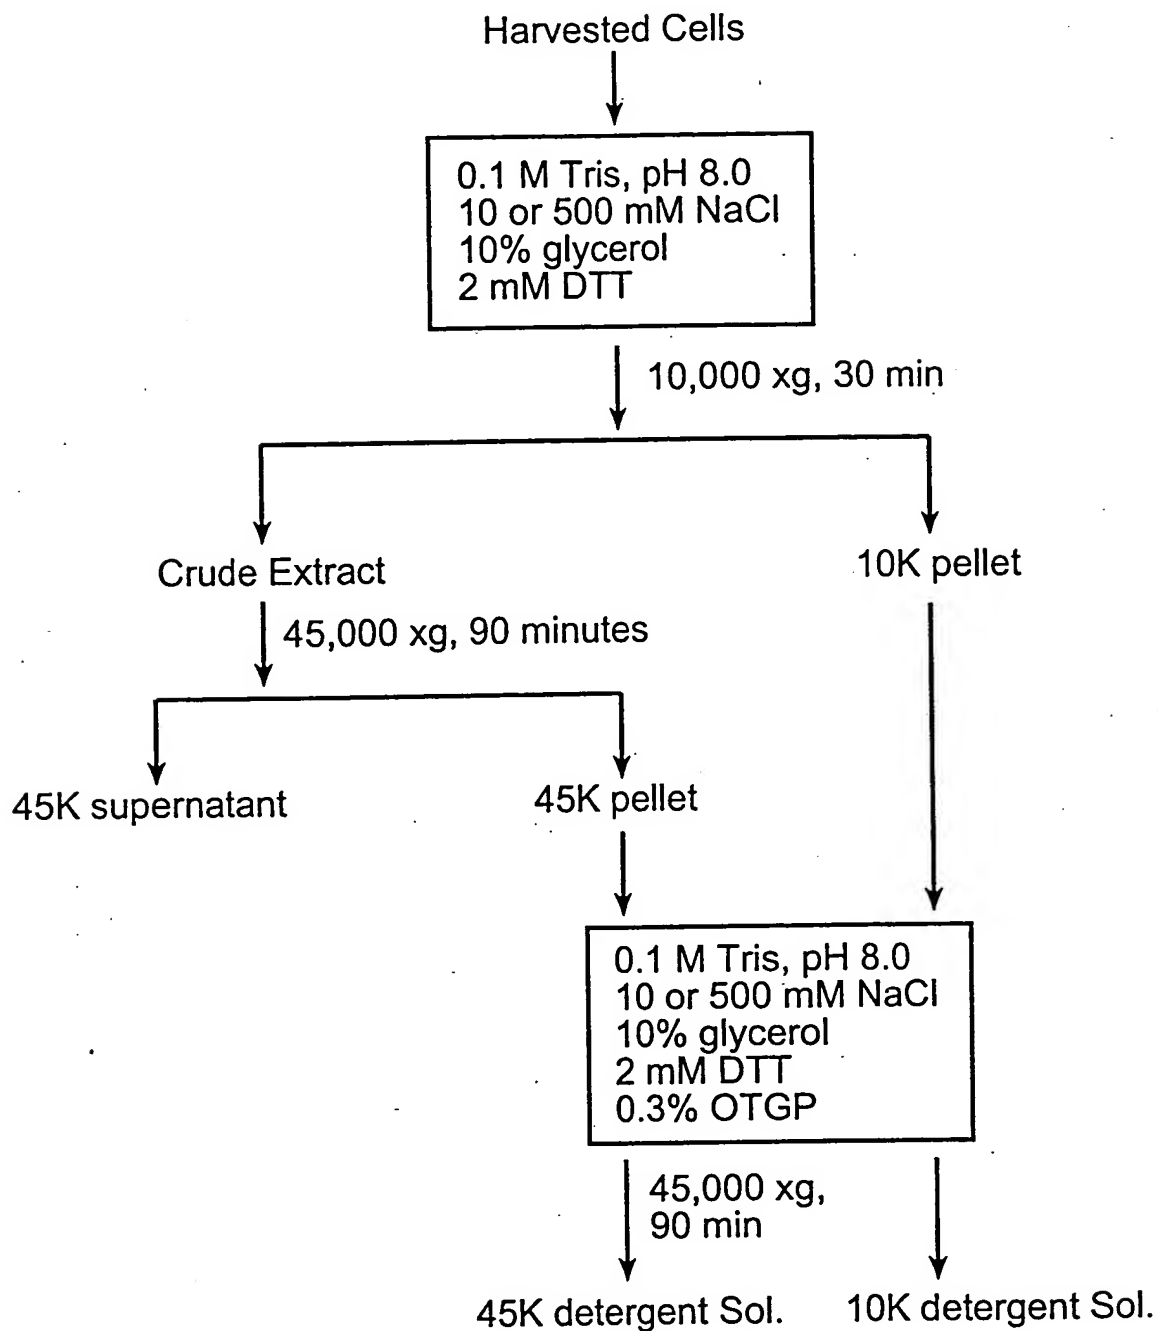 Harvested Cells
0.1 M Tris, pH 8.0
10 or 500 mM NaCl
10% glycerol
2 mM DTT
10,000 xg, 30 min
Crude Extract
10K pellet
45,000 xg, 90 minutes
45K supernatant
45K pellet
0.1 M Tris, pH 8.0
10 or 500 mM NaCl
10% glycerol
2 mM DTT
0.3% OTGP
45,000 xg,
90 min
45K detergent Sol.
10K detergent Sol.